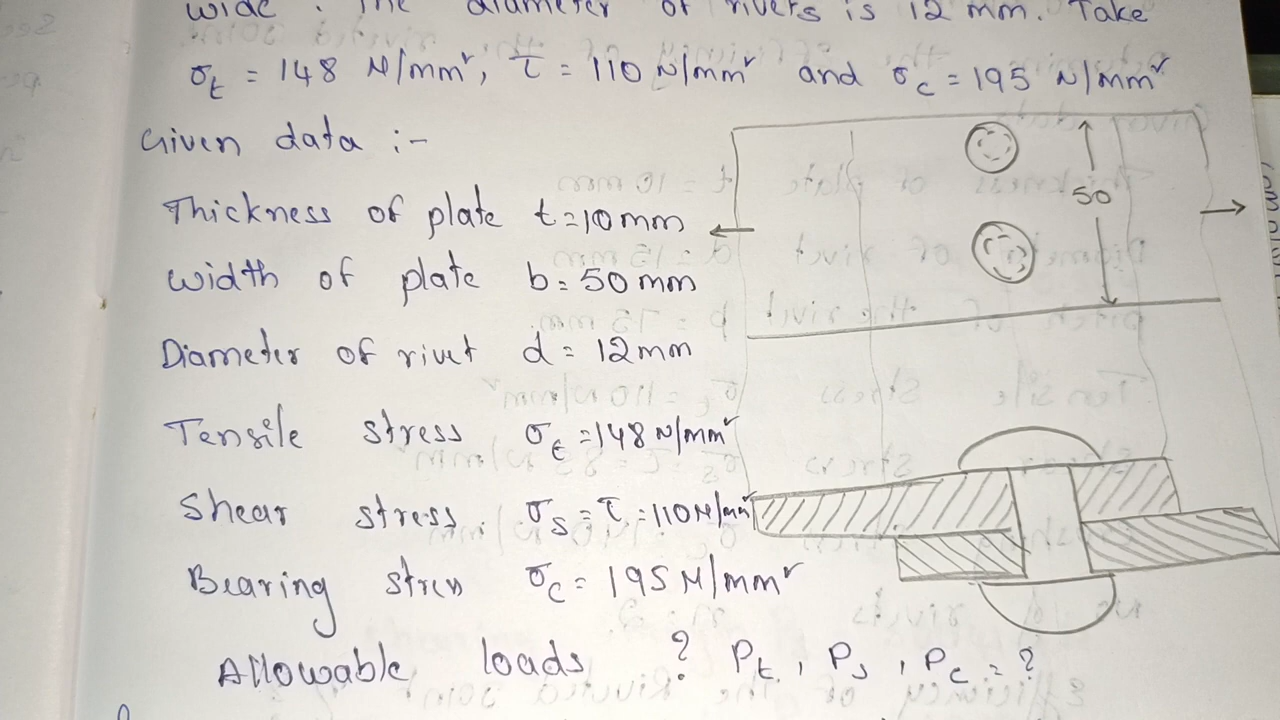 wide. The diameter of rivets is 12 mm. Take
σt = 148 N/mm², τ = 110 N/mm² and σc = 195 N/mm²
Given data :-
Thickness of plate t = 10 mm
Width of plate b = 50 mm
Diameter of rivet d = 12 mm
Tensile stress σt = 148 N/mm²
Shear stress. σs = τ = 110 N/mm²
Bearing stress σc = 195 N/mm²
Allowable loads ? Pt, Ps, Pc = ?
50